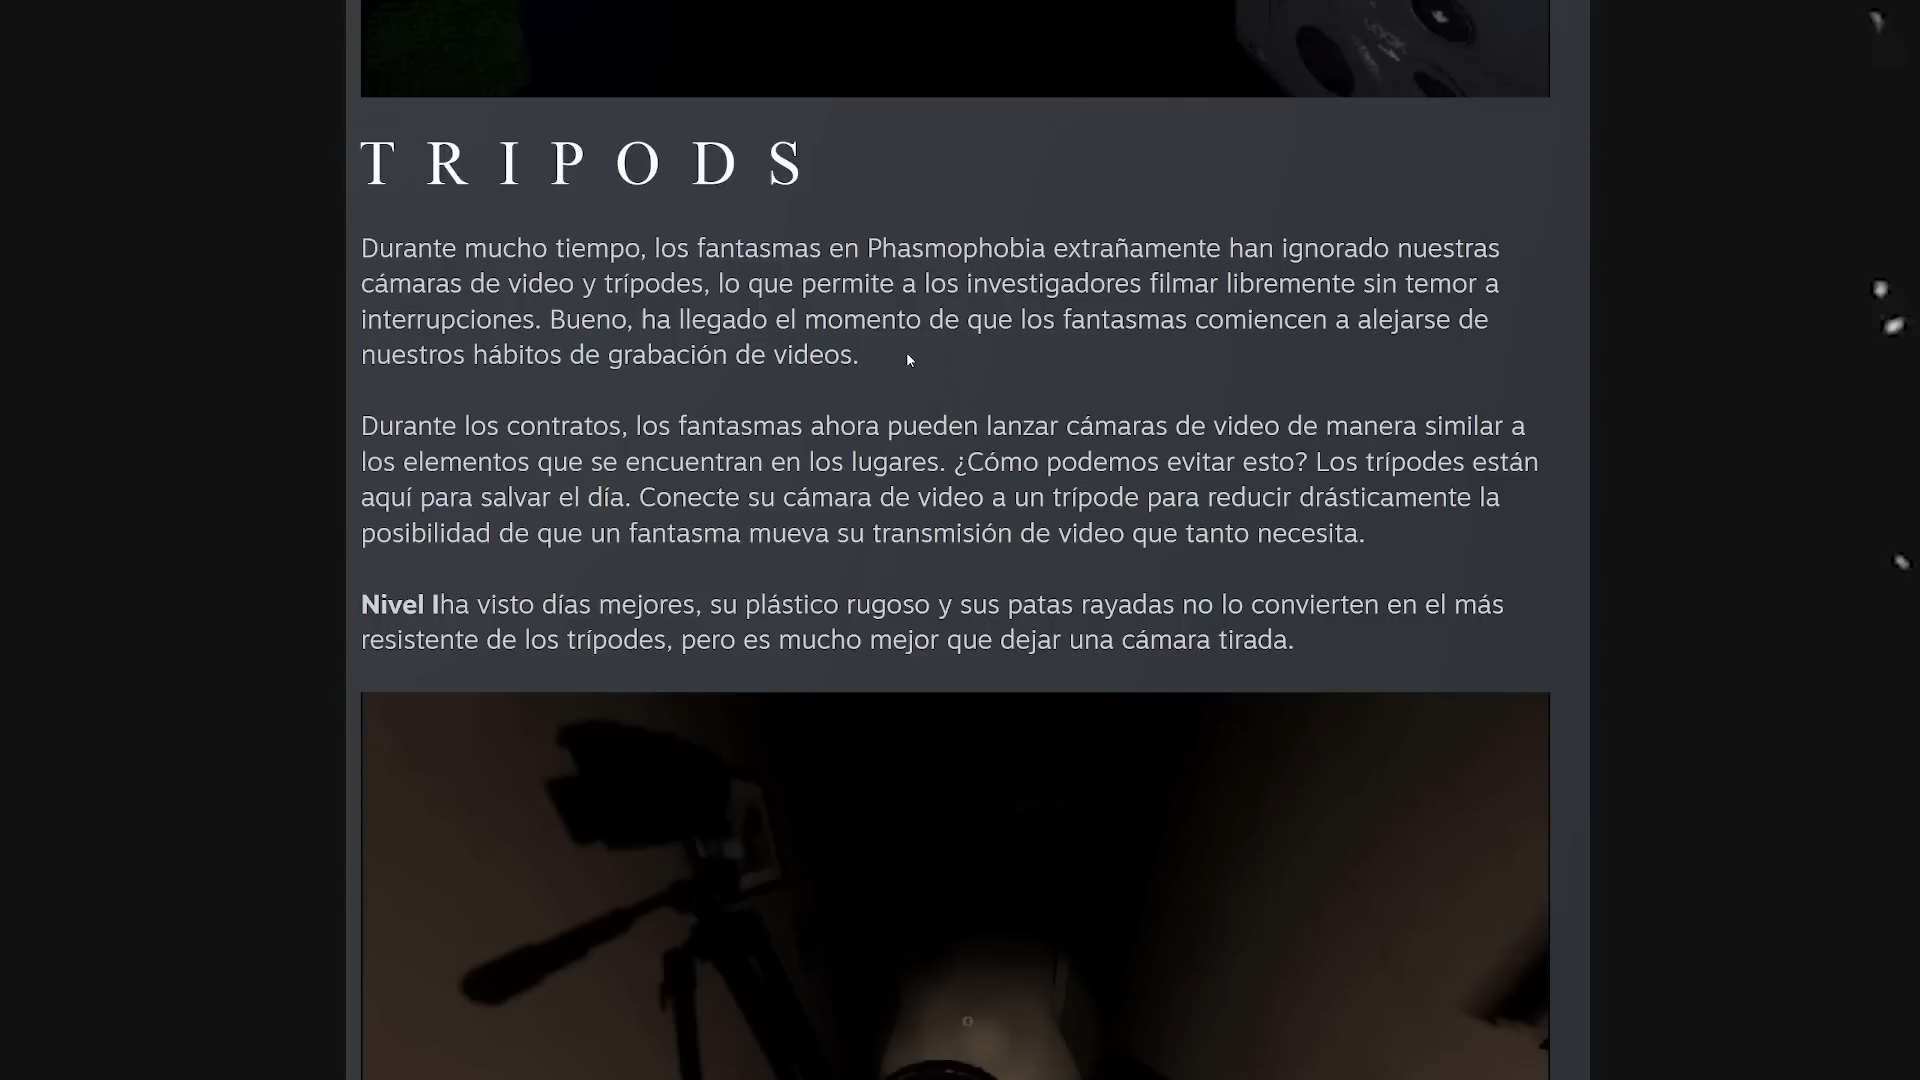 TRIPODS
Durante mucho tiempo, los fantasmas en Phasmophobia extrañamente han ignorado nuestras
cámaras de video y trípodes, lo que permite a los investigadores filmar libremente sin temor a
interrupciones. Bueno, ha llegado el momento de que los fantasmas comiencen a alejarse de
nuestros hábitos de grabación de videos.
Durante los contratos, los fantasmas ahora pueden lanzar cámaras de video de manera similar a
los elementos que se encuentran en los lugares. ¿Cómo podemos evitar esto? Los trípodes están
aquí para salvar el día. Conecte su cámara de video a un trípode para reducir drásticamente la
posibilidad de que un fantasma mueva su transmisión de video que tanto necesita.
Nivel Iha visto días mejores, su plástico rugoso y sus patas rayadas no lo convierten en el más
resistente de los trípodes, pero es mucho mejor que dejar una cámara tirada.